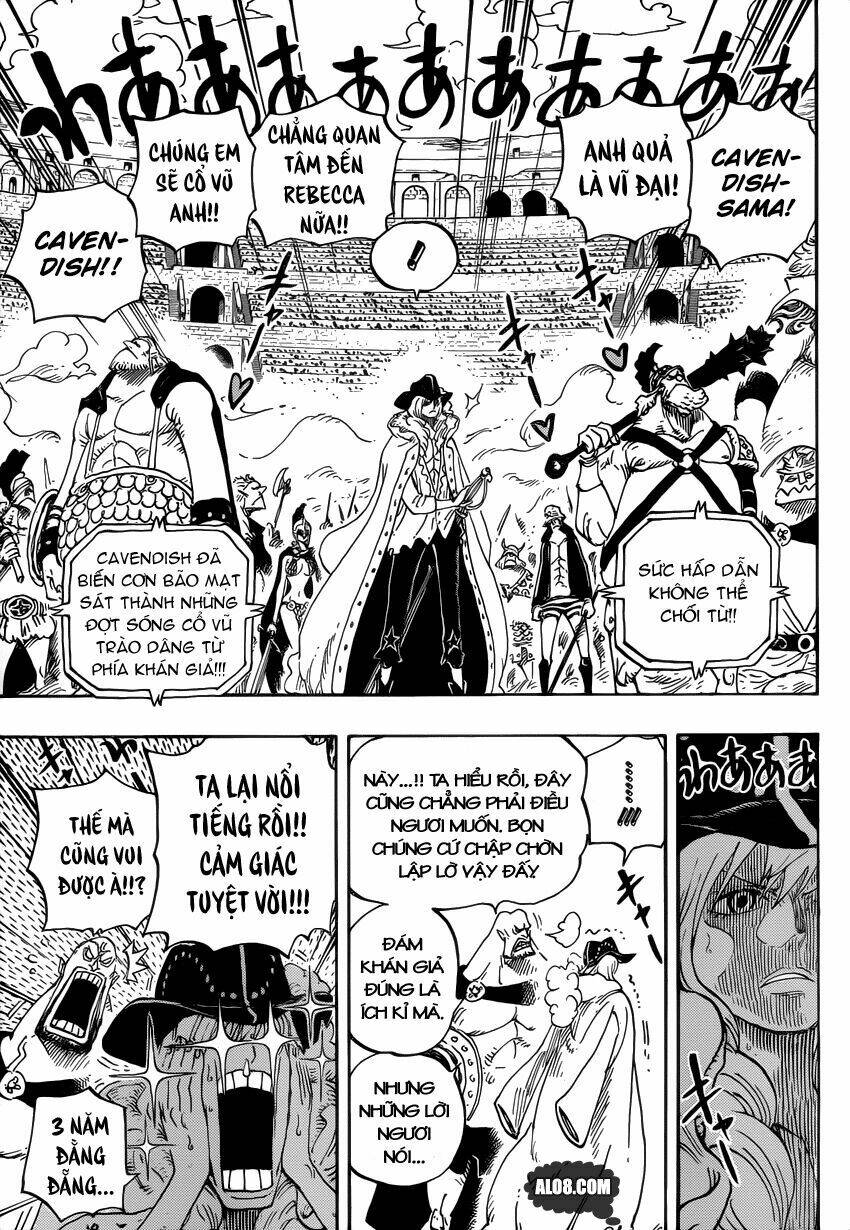 わあああああああああ
CAVEN-
DISH-
SAMA!
ANH QUẢ
LÀ VĨ ĐẠI!
CHẲNG QUAN
TÂM ĐẾN
REBECCA
NỮA!!
CHÚNG EM
SẼ CỔ VŨ
ANH!!
CAVEN-
DISH!!
!
SỨC HẤP DẪN
KHÔNG THỂ
CHỐI TỪ!!
CAVENDISH ĐÃ
BIẾN CƠN BÃO MẠT
SÁT THÀNH NHỮNG
ĐỢT SÓNG CỔ VŨ
TRÀO DÂNG TỪ
PHÍA KHÁN GIẢ!!!
わあああ
.......!!!
NÀY...!! TA HIỂU RỒI, ĐÂY
CŨNG CHẲNG PHẢI ĐIỀU
NGƯƠI MUỐN. BỌN
CHÚNG CỨ CHẬP CHỜN
LẬP LỜ VẬY ĐẤY
ĐÁM
KHÁN GIẢ
ĐÚNG LÀ
ÍCH KỈ MÀ.
NHƯNG
NHỮNG LỜI
NGƯƠI
NÓI...
TA LẠI NỔI
TIẾNG RỒI!!
CẢM GIÁC
TUYỆT VỜI!!!
THẾ MÀ
CŨNG VUI
ĐƯỢC À!!?
3 NĂM
ĐẰNG
ĐẴNG...
ALO8.COM